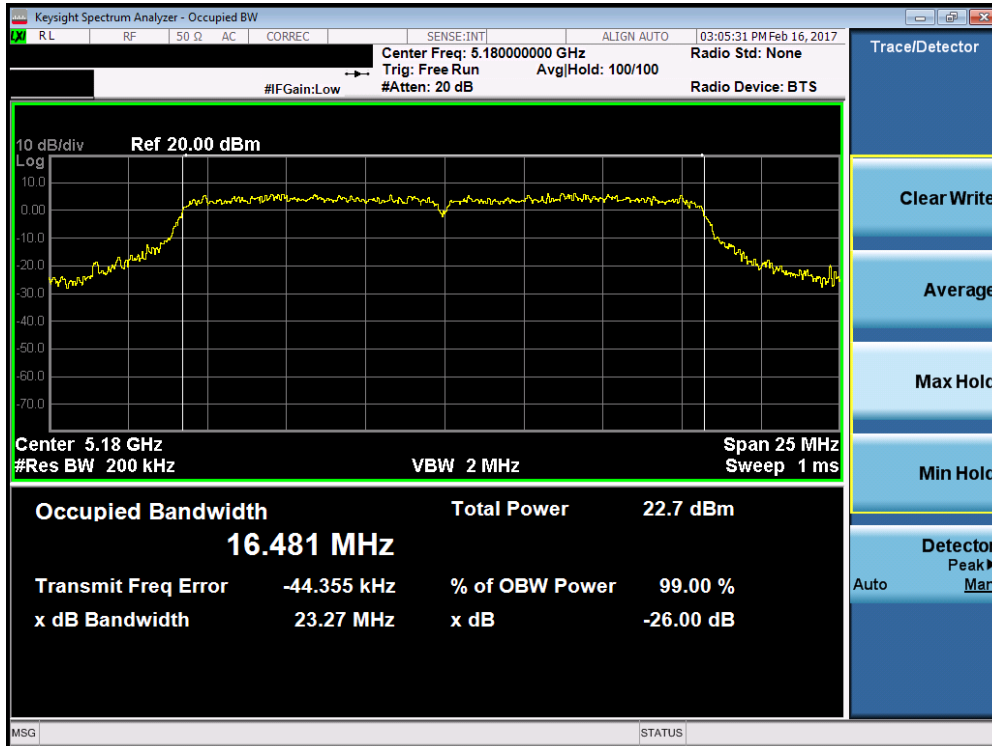 Keysight Spectrum Analyzer - Occupied BW
LXI RL RF 50 Ω AC CORREC SENSE:INT ALIGN AUTO 03:05:31 PM Feb 16, 2017
Center Freq: 5.180000000 GHz Radio Std: None
Trig: Free Run Avg|Hold: 100/100
#IFGain:Low #Atten: 20 dB Radio Device: BTS
10 dB/div Ref 20.00 dBm
Log
10.0
0.00
-10.0
-20.0
-30.0
-40.0
-50.0
-60.0
-70.0
Center 5.18 GHz Span 25 MHz
#Res BW 200 kHz VBW 2 MHz Sweep 1 ms
Occupied Bandwidth Total Power 22.7 dBm
16.481 MHz
Transmit Freq Error -44.355 kHz % of OBW Power 99.00 %
x dB Bandwidth 23.27 MHz x dB -26.00 dB
Trace/Detector
Clear Write
Average
Max Hold
Min Hold
Detector
Peak
Auto Man
MSG STATUS